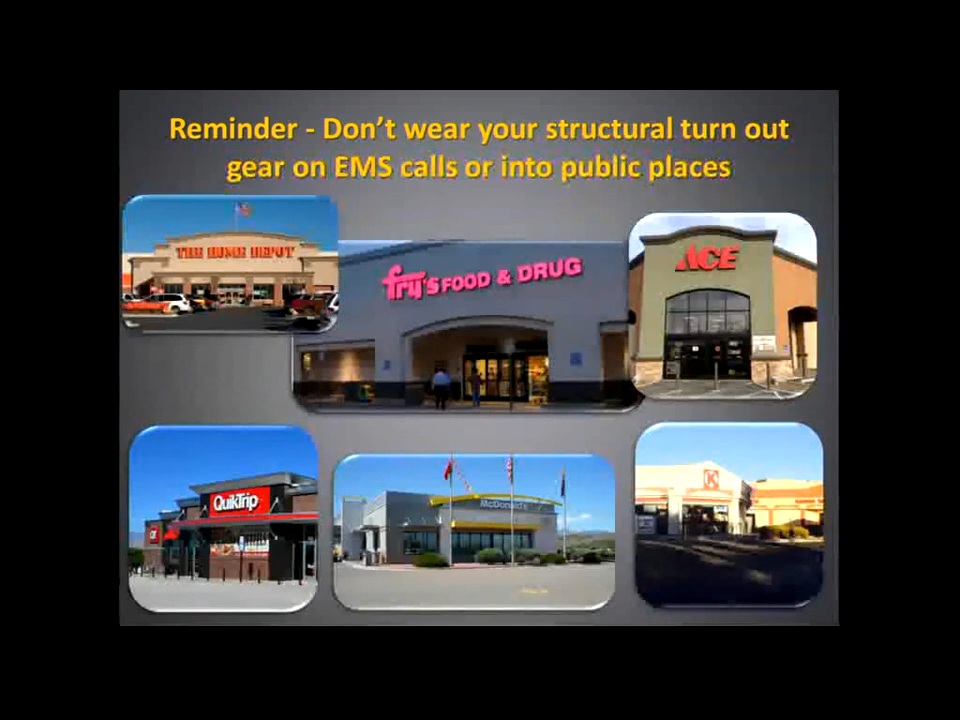 Reminder - Don't wear your structural turn out
gear on EMS calls or into public places
THE HOME DEPOT
fry's FOOD & DRUG
ACE
QuikTrip
McDonald's
K